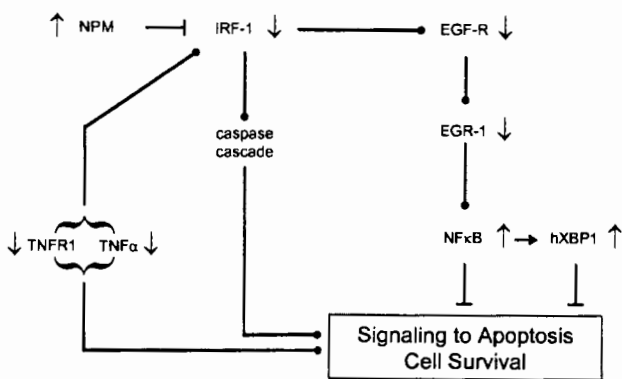 ↑ NPM IRF-1 ↓ EGF-R ↓
caspase
cascade
EGR-1 ↓
↓ TNFR1 TNFα ↓
NFκB ↑ → hXBP1 ↑
Signaling to Apoptosis
Cell Survival